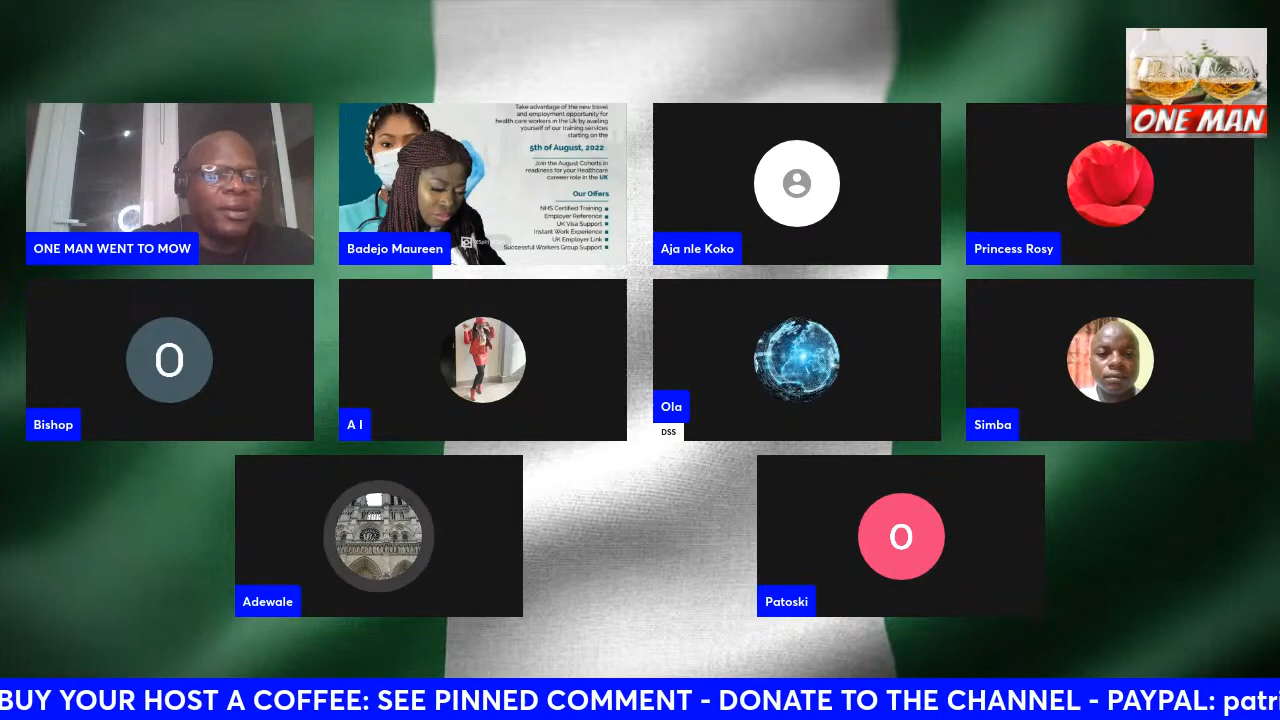 ONE MAN
Take advantage of the new travel
and employment opportunity for
health care workers in the Uk by availing
yourself of our training services
starting on the
5th of August, 2022
Join the August Cohorts in
readiness for your Healthcare
coreeer role in the UK
Our Offers
NHS Certified Training
Employer Reference
UK Visa Support
Instant Work Experience
UK Employer Link
Successful Workers Group Support
ONE MAN WENT TO MOW
Badejo Maureen
Aja nle Koko
Princess Rosy
O
Bishop
A I
Ola
DSS
Simba
O
Adewale
Patoski
BUY YOUR HOST A COFFEE: SEE PINNED COMMENT - DONATE TO THE CHANNEL - PAYPAL: patri